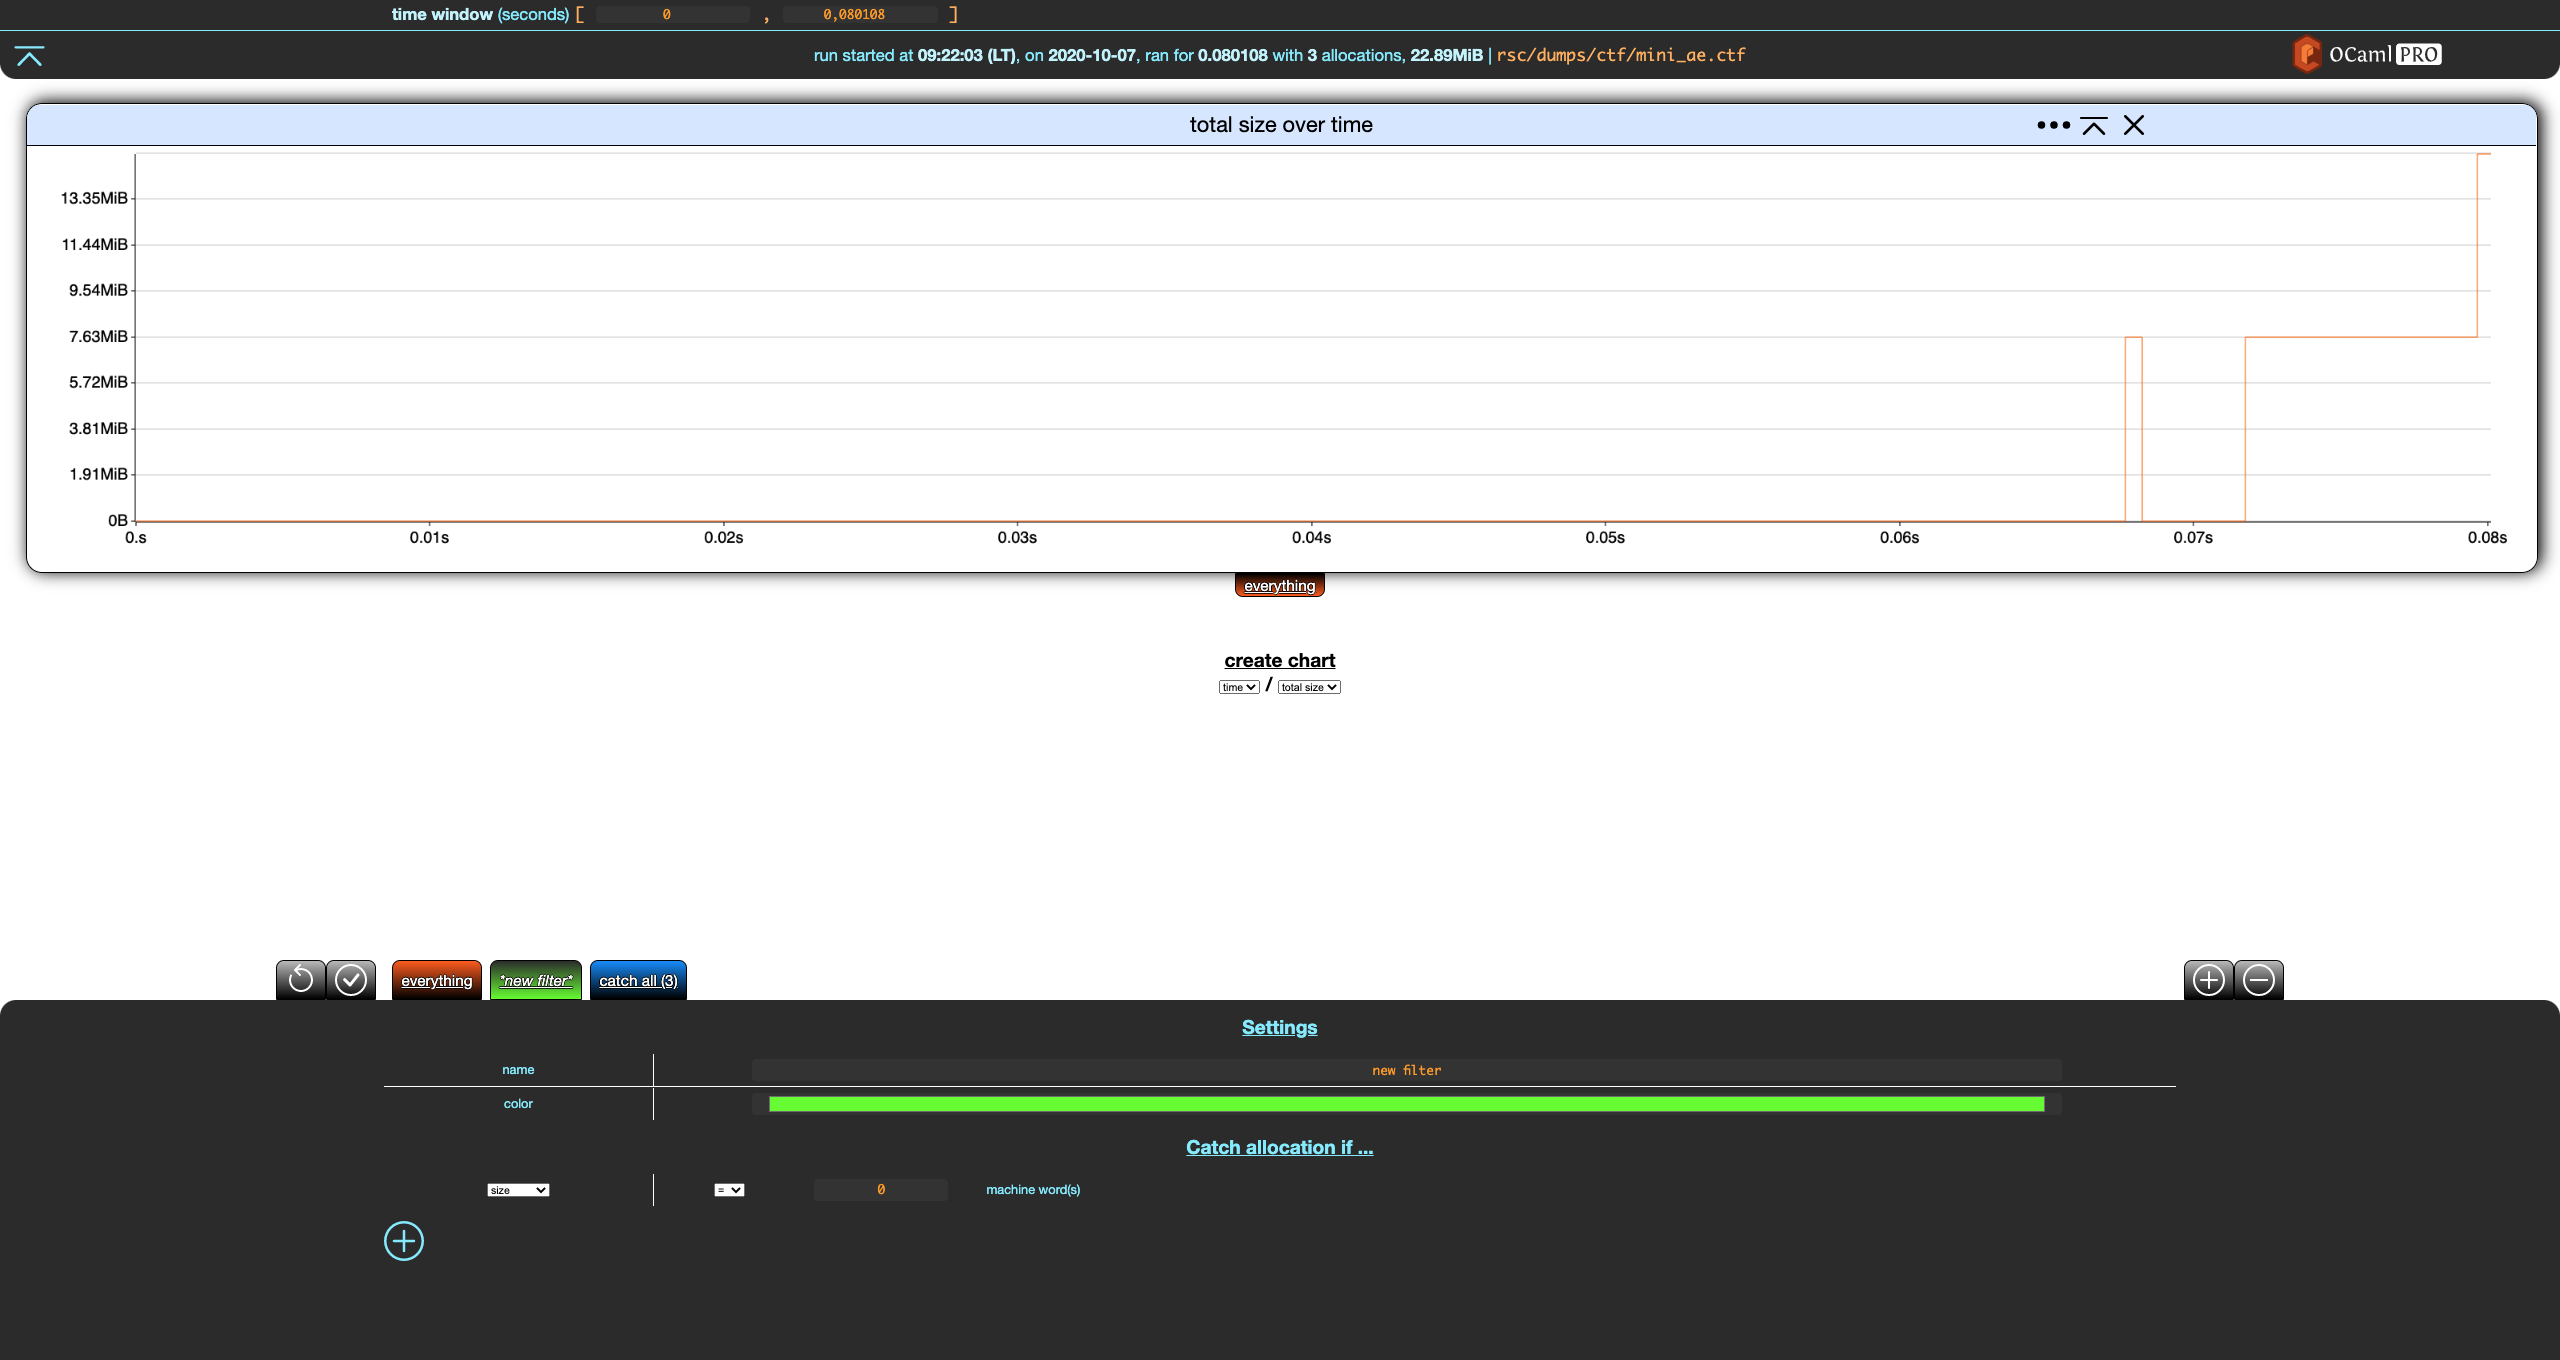 time window (seconds) [ 0 , 0,080108 ]
run started at 09:22:03 (LT), on 2020-10-07, ran for 0.080108 with 3 allocations, 22.89MiB | rsc/dumps/ctf/mini_ae.ctf
OCaml PRO
total size over time
13.35MiB
11.44MiB
9.54MiB
7.63MiB
5.72MiB
3.81MiB
1.91MiB
0B
0.s 0.01s 0.02s 0.03s 0.04s 0.05s 0.06s 0.07s 0.08s
everything
create chart
time / total size
everything *new filter* catch all (3)
Settings
name new filter
color
Catch allocation if ...
size = 0 machine word(s)